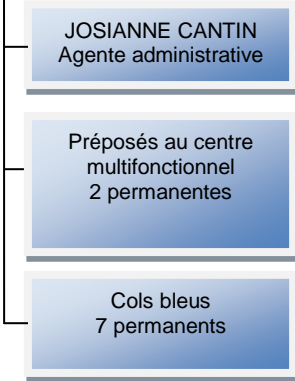 JOSIANNE CANTIN
Agente administrative
Préposés au centre
multifonctionnel
2 permanentes
Cols bleus
7 permanents